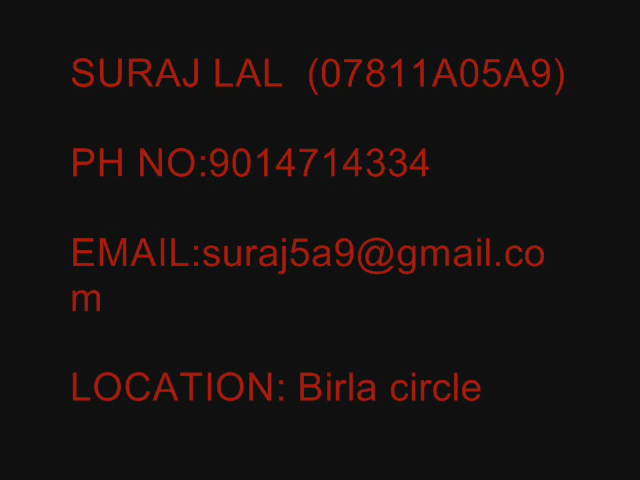 SURAJ LAL  (07811A05A9)
PH NO:9014714334
EMAIL:suraj5a9@gmail.co
m
LOCATION: Birla circle